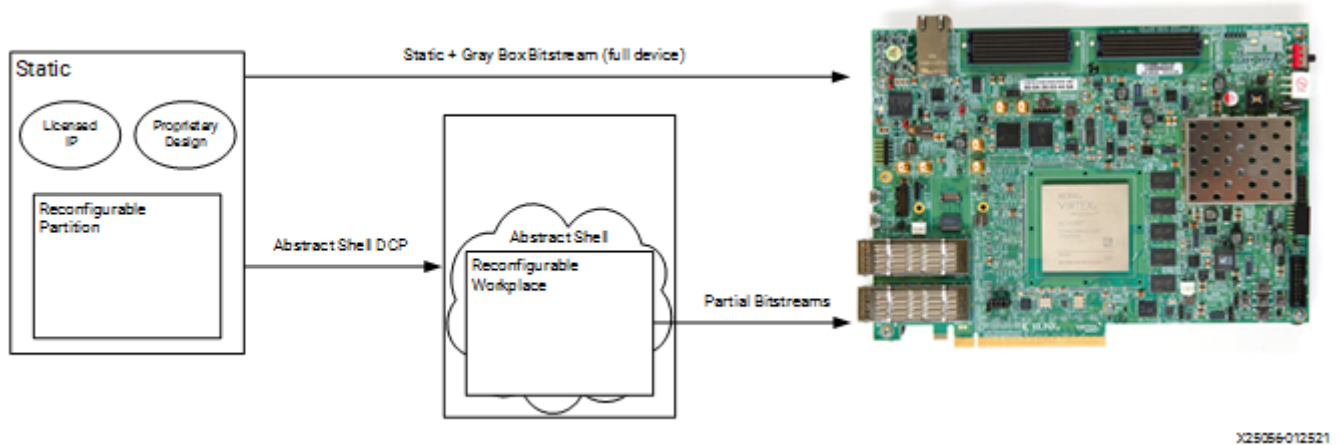 Static
Licensed
IP
Proprietary
Design
Reconfigurable
Partition
Static + Gray Box Bitstream (full device)
Abstract Shell DCP
Abstract Shell
Reconfigurable
Workplace
Partial Bitstreams
VIRTEX
X25056-012521